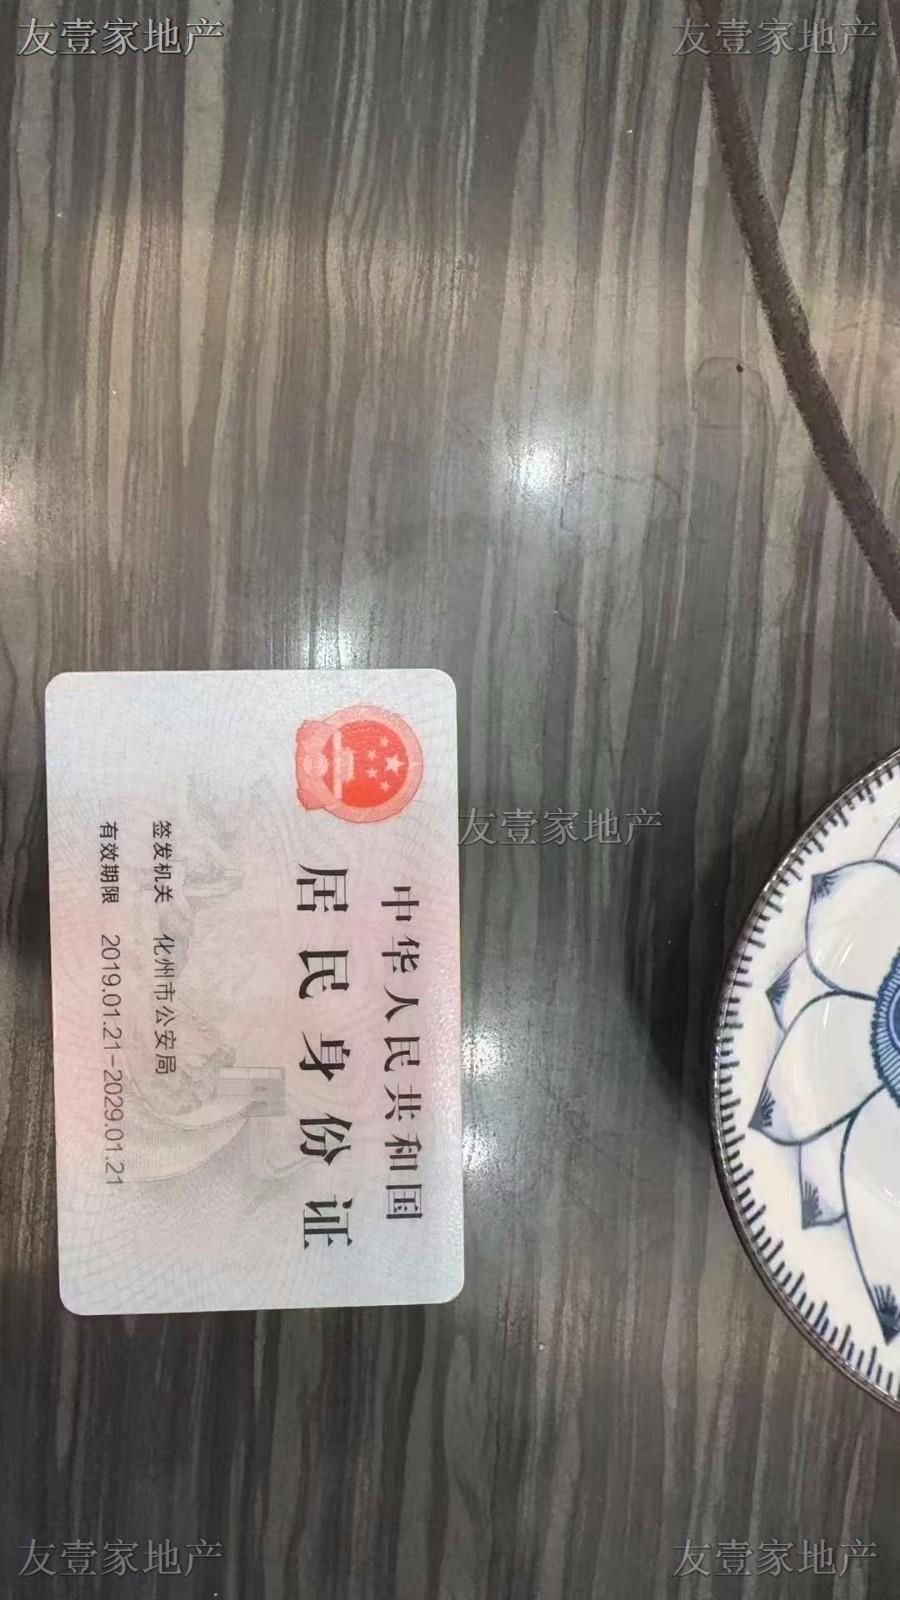 友壹家地产
友壹家地产
中华人民共和国
居民身份证
签发机关 化州市公安局
有效期限 2019.01.21-2029.01.21
友壹家地产
友壹家地产
友壹家地产